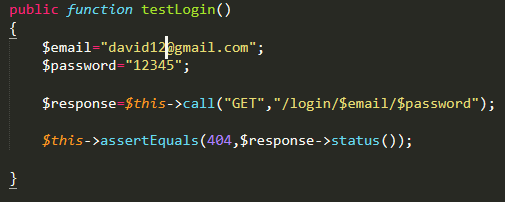 public function testLogin()
{
$email="david12@gmail.com";
$password="12345";
$response=$this->call("GET","/login/$email/$password");
$this->assertEquals(404,$response->status());
}